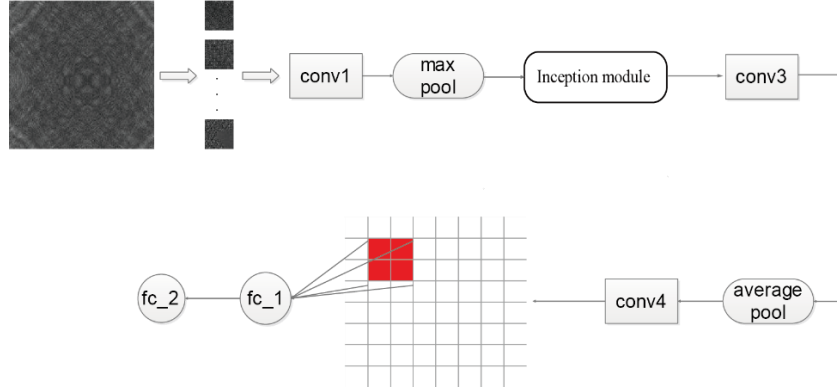 conv1
max
pool
Inception module
conv3
fc_2
fc_1
conv4
average
pool